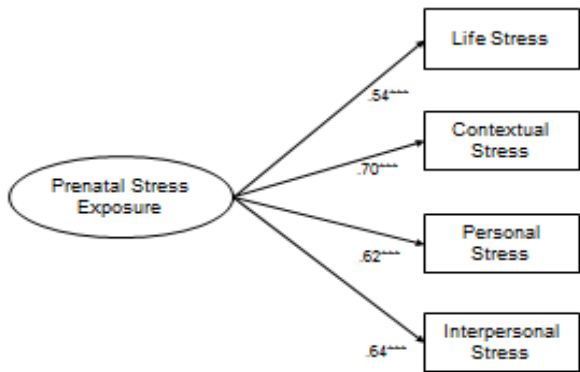 Life Stress
.54***
Contextual
Stress
.70***
Prenatal Stress
Exposure
Personal
Stress
.62***
Interpersonal
Stress
.64***